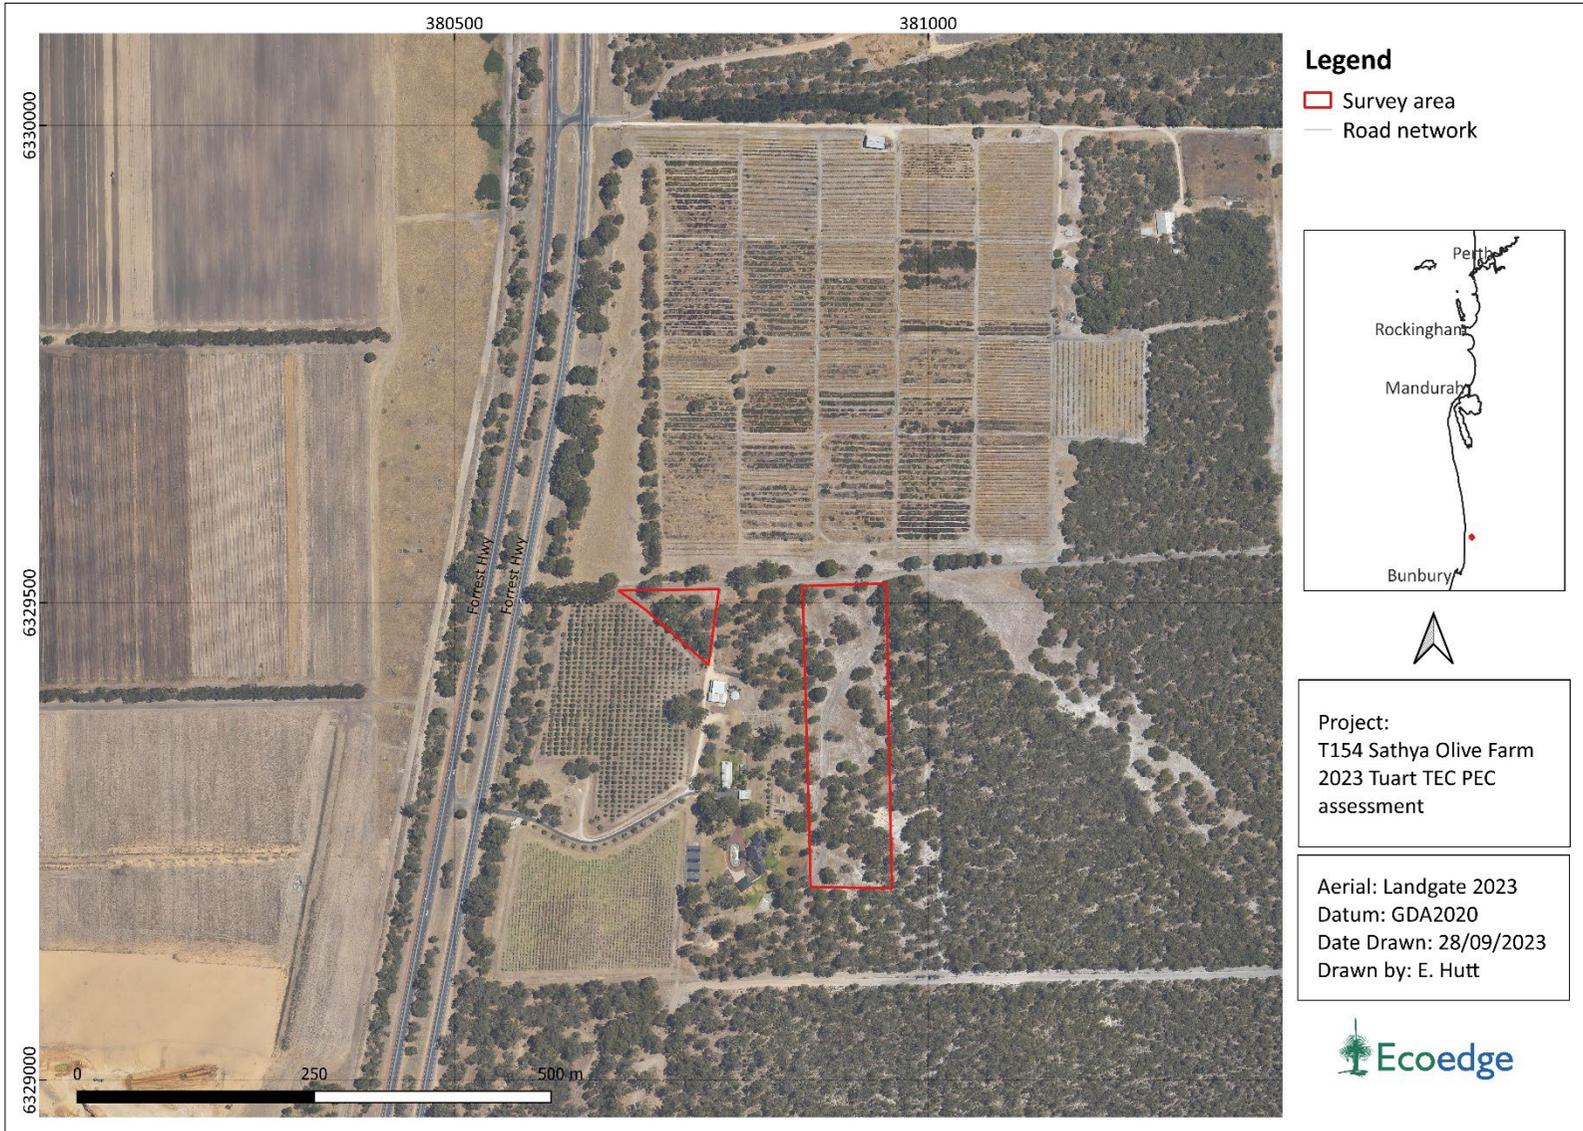 380500
381000
6330000
6329500
6329000
Forrest Hwy
Forrest Hwy
0
250
500 m
Legend
Survey area
Road network
Perth
Rockingham
Mandurah
Bunbury
Project:
T154 Sathya Olive Farm
2023 Tuart TEC PEC
assessment
Aerial: Landgate 2023
Datum: GDA2020
Date Drawn: 28/09/2023
Drawn by: E. Hutt
Ecoedge